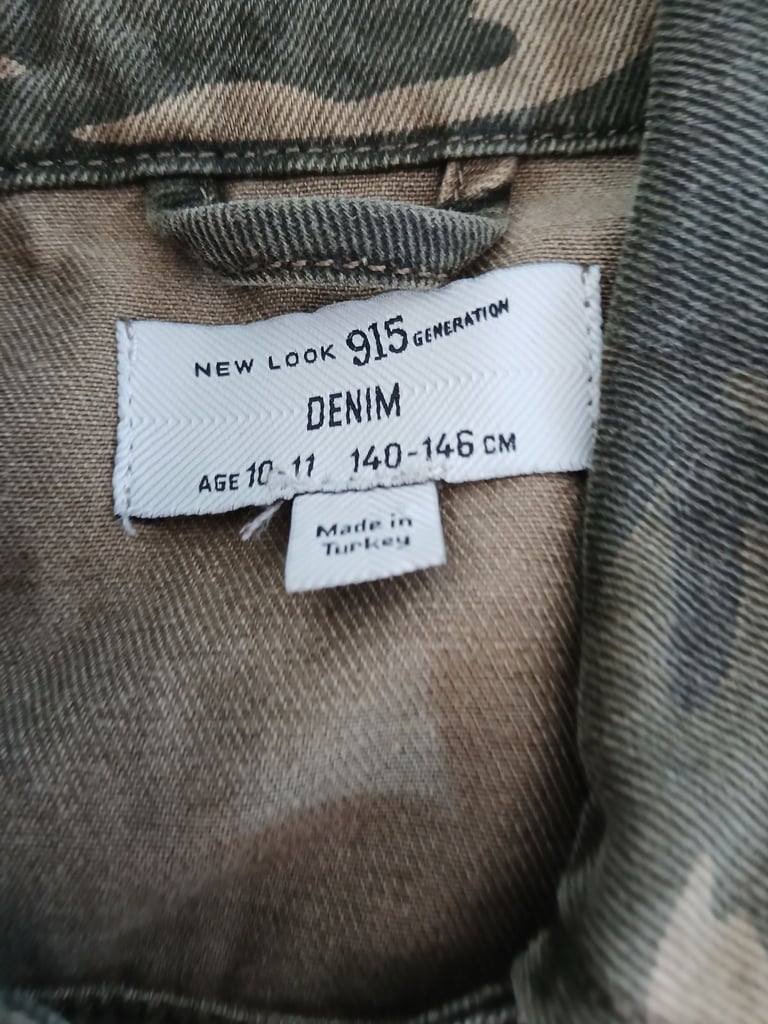 NEW LOOK 915 GENERATION
DENIM
AGE 10-11 140-146 CM
Made in
Turkey